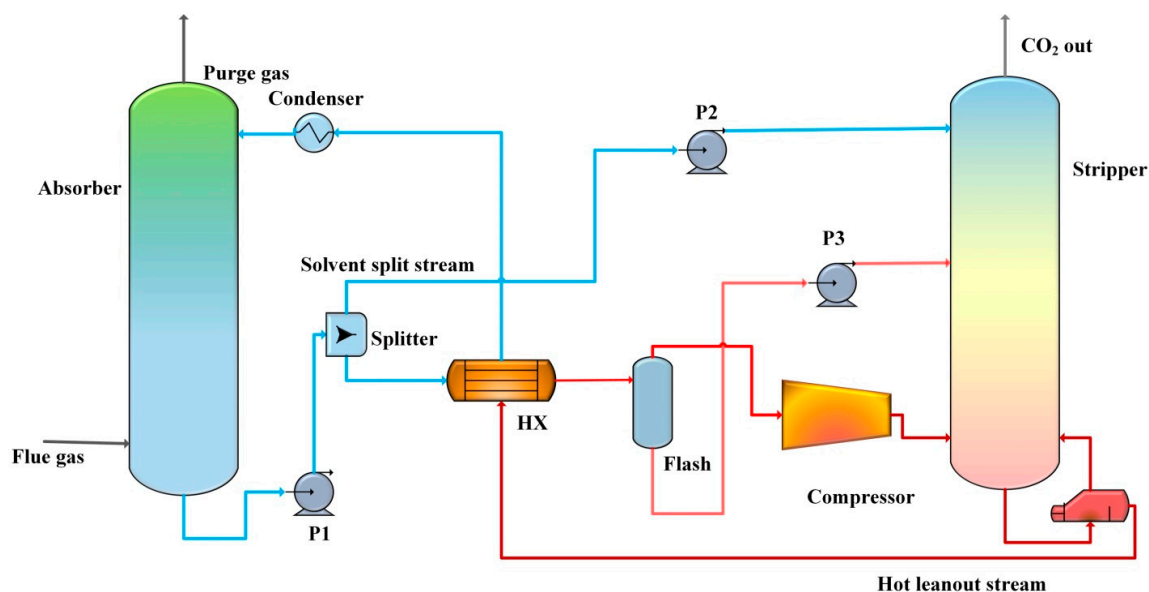 CO₂ out
Purge gas
Condenser
P2
Absorber
Stripper
P3
Solvent split stream
Splitter
HX
Flue gas
Flash
Compressor
P1
Hot leanout stream